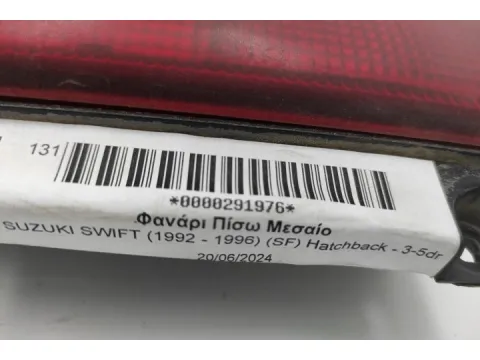 131)
*0000291976*
Φανάρι Πίσω Μεσαίο
SUZUKI SWIFT (1992 - 1996) (SF) Hatchback - 3-5dr
20/06/2024